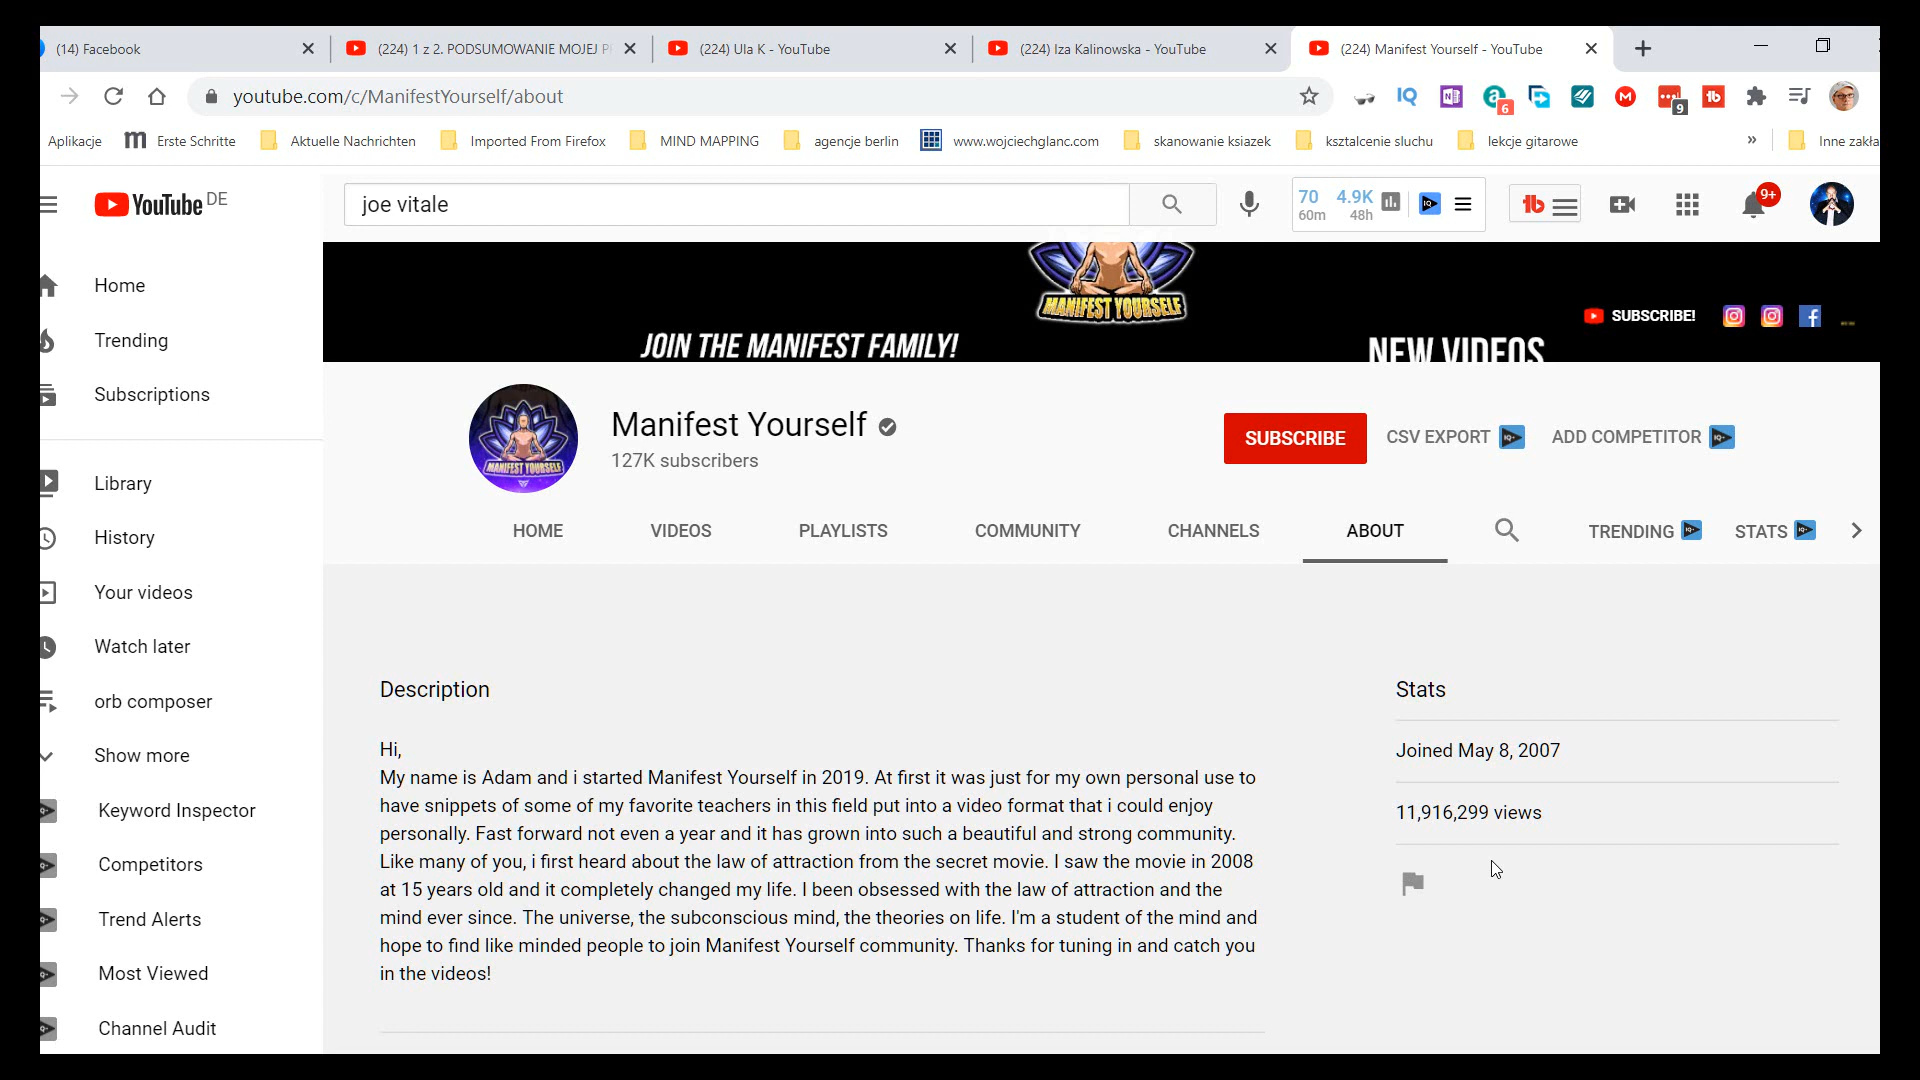 (14) Facebook
(224) 1 z 2. PODSUMOWANIE MOJEJ
(224) Ula K - YouTube
(224) Iza Kalinowska - YouTube
(224) Manifest Yourself - YouTube
youtube.com/c/ManifestYourself/about
IQ
N
a
6
M
9
tb
Aplikacje
m Erste Schritte
Aktuelle Nachrichten
Imported From Firefox
MIND MAPPING
agencje berlin
www.wojciechglanc.com
skanowanie ksiazek
ksztalcenie sluchu
lekcje gitarowe
»
Inne zakła
YouTube DE
joe vitale
70 4.9K
60m 48h
tb
9+
MANIFEST YOURSELF
SUBSCRIBE!
JOIN THE MANIFEST FAMILY!
NEW VIDEOS
Home
Trending
Subscriptions
Library
History
Your videos
Watch later
orb composer
Show more
Keyword Inspector
Competitors
Trend Alerts
Most Viewed
Channel Audit
MANIFEST YOURSELF
Manifest Yourself
127K subscribers
SUBSCRIBE
CSV EXPORT
ADD COMPETITOR
HOME
VIDEOS
PLAYLISTS
COMMUNITY
CHANNELS
ABOUT
TRENDING
STATS
Description
Hi,
My name is Adam and i started Manifest Yourself in 2019. At first it was just for my own personal use to
have snippets of some of my favorite teachers in this field put into a video format that i could enjoy
personally. Fast forward not even a year and it has grown into such a beautiful and strong community.
Like many of you, i first heard about the law of attraction from the secret movie. I saw the movie in 2008
at 15 years old and it completely changed my life. I been obsessed with the law of attraction and the
mind ever since. The universe, the subconscious mind, the theories on life. I'm a student of the mind and
hope to find like minded people to join Manifest Yourself community. Thanks for tuning in and catch you
in the videos!
Stats
Joined May 8, 2007
11,916,299 views